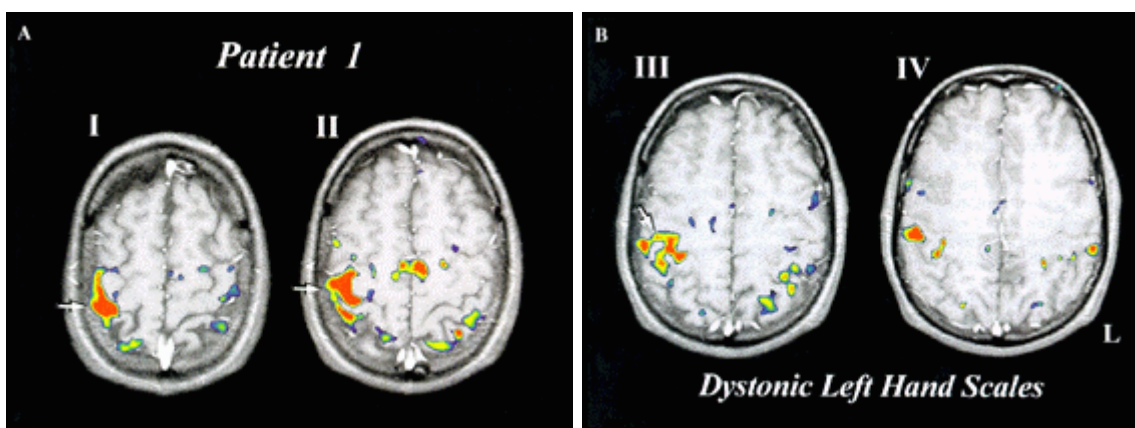 A
Patient 1
I
II
B
III
IV
L
Dystonic Left Hand Scales